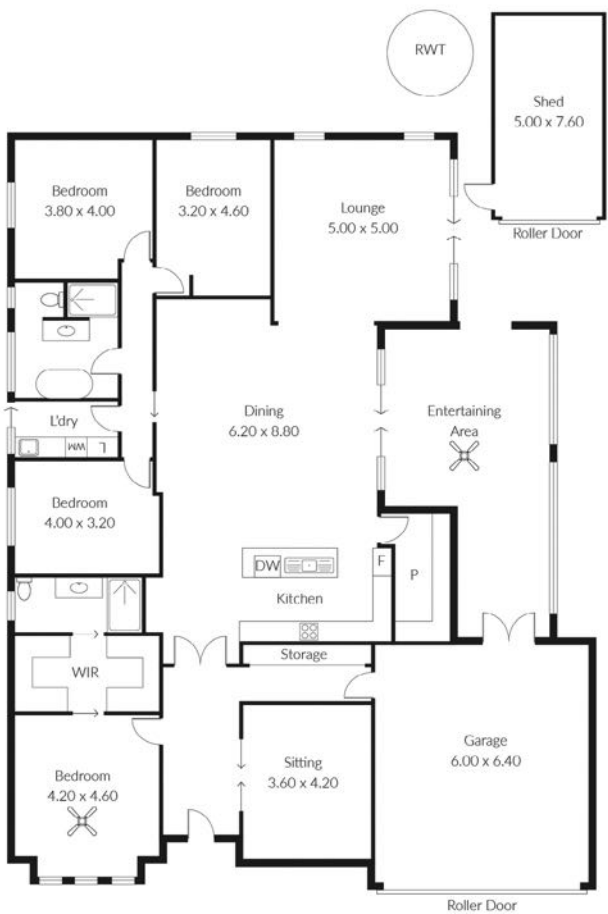 RWT
Shed
5.00 x 7.60
Roller Door
Bedroom
3.80 x 4.00
Bedroom
3.20 x 4.60
Lounge
5.00 x 5.00
L'dry
WM
L
Dining
6.20 x 8.80
Entertaining
Area
Bedroom
4.00 x 3.20
DW
F
P
Kitchen
Storage
WIR
Bedroom
4.20 x 4.60
Sitting
3.60 x 4.20
Garage
6.00 x 6.40
Roller Door